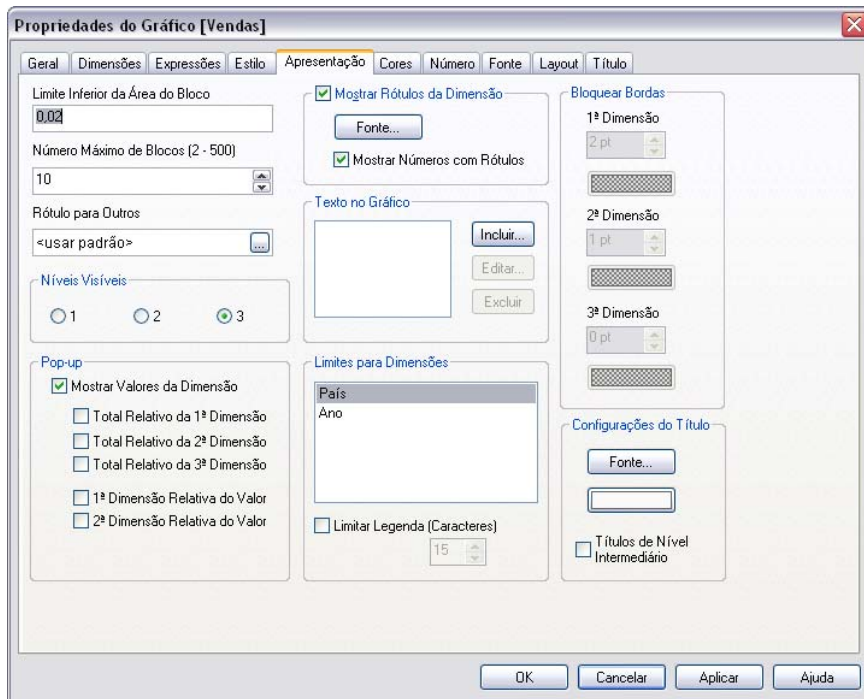 Propriedades do Gráfico [Vendas]
Geral Dimensões Expressões Estilo Apresentação Cores Número Fonte Layout Título
Limite Inferior da Área do Bloco
0,02
Número Máximo de Blocos (2 - 500)
10
Rótulo para Outros
<usar padrão> ...
Níveis Visíveis
1 2 3
Pop-up
Mostrar Valores da Dimensão
Total Relativo da 1ª Dimensão
Total Relativo da 2ª Dimensão
Total Relativo da 3ª Dimensão
1ª Dimensão Relativa do Valor
2ª Dimensão Relativa do Valor
Mostrar Rótulos da Dimensão
Fonte...
Mostrar Números com Rótulos
Texto no Gráfico
Incluir...
Editar...
Excluir
Limites para Dimensões
País
Ano
Limitar Legenda (Caracteres)
15
Bloquear Bordas
1ª Dimensão
2 pt
2ª Dimensão
1 pt
3ª Dimensão
0 pt
Configurações do Título
Fonte...
Títulos de Nível
Intermediário
OK Cancelar Aplicar Ajuda